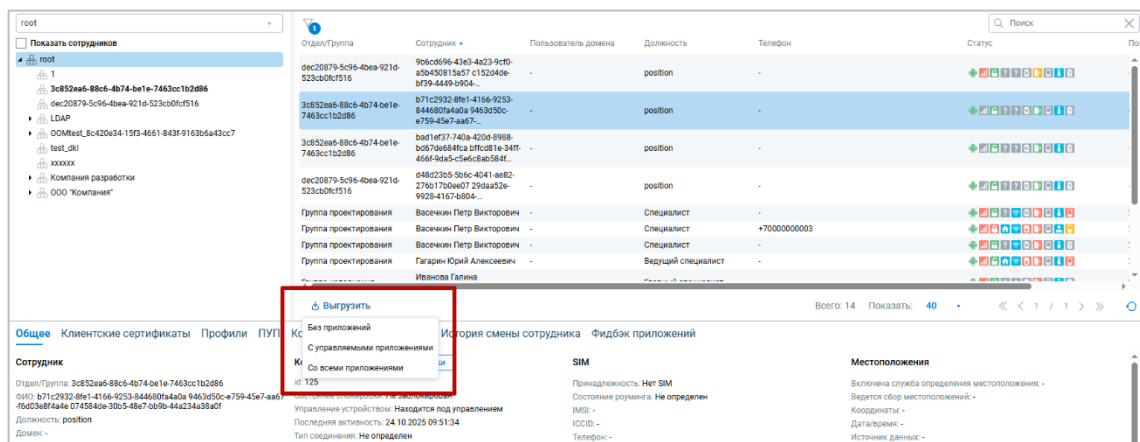 root
Показать сотрудников
root
1
3c852ea6-88c6-4b74-be1e-7463cc1b2d86
dec20879-5c96-4bea-921d-523cb0fcf516
LDAP
OOMtest_8c420e34-15f3-4661-843f-9163b6a43cc7
test_dkl
xxxxxx
Компания разработки
ООО "Компания"
1
Поиск
Отдел/Группа Сотрудник Пользователь домена Должность Телефон Статус По
dec20879-5c96-4bea-921d-523cb0fcf516 9b6cd696-43e3-4a23-9cf0-a5b450815a57 c152d4de-bf39-4449-b904-... - position -
3c852ea6-88c6-4b74-be1e-7463cc1b2d86 b71c2932-8fe1-4166-9253-844680fa4a0a 9463d50c-e759-45e7-aa67-... - position -
3c852ea6-88c6-4b74-be1e-7463cc1b2d86 bad1ef37-740a-420d-8988-bd67de684fca bffcd81e-34ff-466f-9da5-c5e6c8ab584f... - position -
dec20879-5c96-4bea-921d-523cb0fcf516 d48d23b5-5b6c-4041-ae82-276b17b0ee07 29daa52e-9928-4167-b804-... - position -
Группа проектирования Васечкин Петр Викторович - Специалист -
Группа проектирования Васечкин Петр Викторович - Специалист +70000000003
Группа проектирования Васечкин Петр Викторович - Специалист -
Группа проектирования Гагарин Юрий Алексеевич - Ведущий специалист -
Иванова Галина
Выгрузить
Всего: 14 Показать: 40 1 / 1
Без приложений
С управляемыми приложениями
Со всеми приложениями
Общее Клиентские сертификаты Профили ПУП История смены сотрудника Фидбэк приложений
Сотрудник
Отдел/Группа: 3c852ea6-88c6-4b74-be1e-7463cc1b2d86
ФИО: b71c2932-8fe1-4166-9253-844680fa4a0a 9463d50c-e759-45e7-aa67
-f6d03e8f4a4e 074584de-30b5-48e7-bb9b-44a234a38a0f
Должность: position
Домен: -
id: 125
Управление устройством: Находится под управлением
Последняя активность: 24.10.2025 09:51:34
Тип соединения: Не определен
SIM
Принадлежность: Нет SIM
Состояние роуминга: Не определен
IMSI: -
ICCID: -
Телефон: -
Местоположения
Включена служба определения местоположения: -
Ведется сбор местоположений: -
Координаты: -
Дата/время: -
Источник данных: -